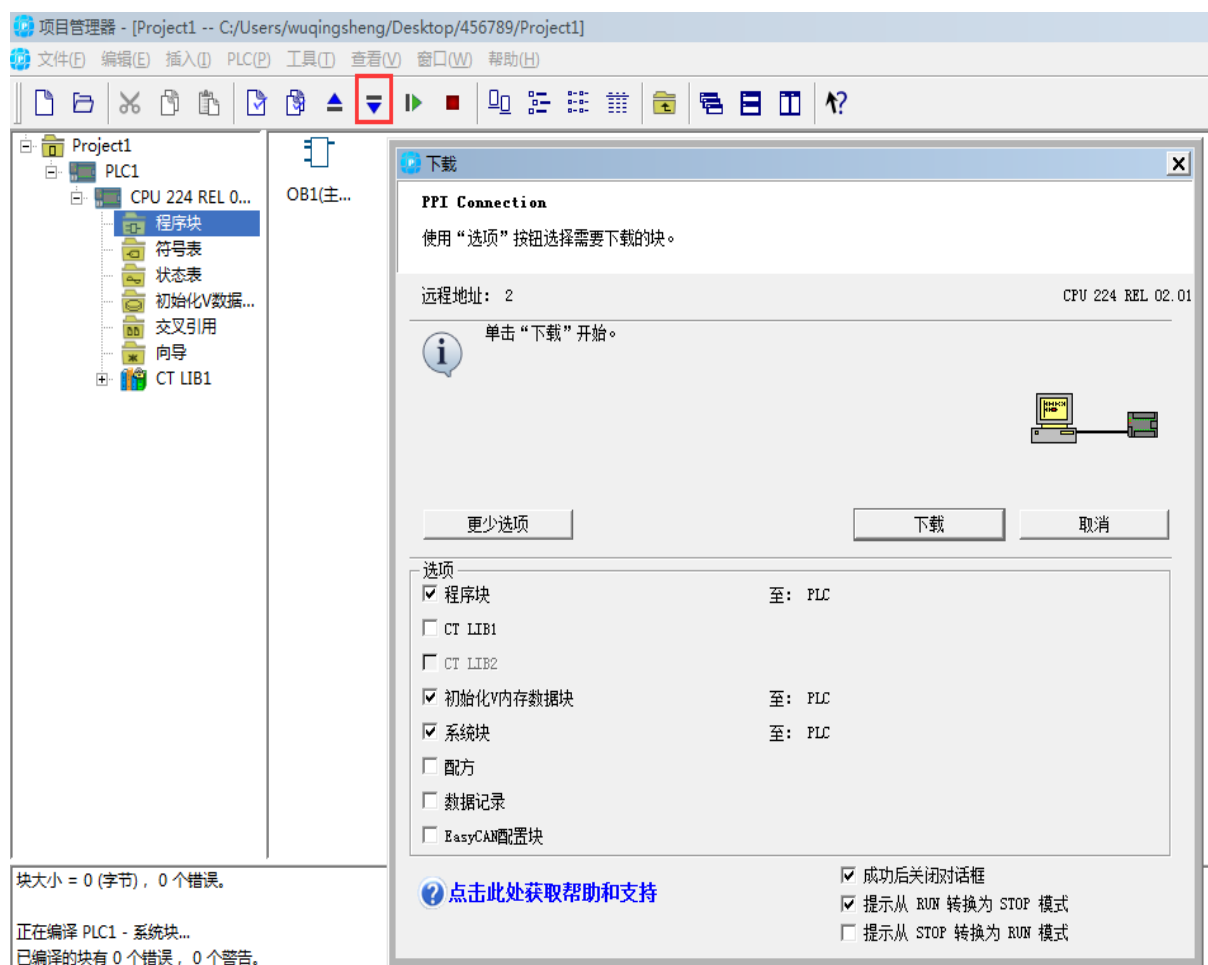 项目管理器 - [Project1 -- C:/Users/wuqingsheng/Desktop/456789/Project1]
文件(F) 编辑(E) 插入(I) PLC(P) 工具(T) 查看(V) 窗口(W) 帮助(H)
Project1
PLC1
CPU 224 REL 0...
程序块
符号表
状态表
初始化V数据...
交叉引用
向导
CT LIB1
OB1(主...
下载
PPI Connection
使用“选项”按钮选择需要下载的块。
远程地址: 2
CPU 224 REL 02.01
单击“下载”开始。
更少选项
下载
取消
选项
程序块 至: PLC
CT LIB1
CT LIB2
初始化V内存数据块 至: PLC
系统块 至: PLC
配方
数据记录
EasyCAN配置块
点击此处获取帮助和支持
成功后关闭对话框
提示从 RUN 转换为 STOP 模式
提示从 STOP 转换为 RUN 模式
块大小 = 0 (字节) , 0 个错误。
正在编译 PLC1 - 系统块...
已编译的块有 0 个错误 , 0 个警告。